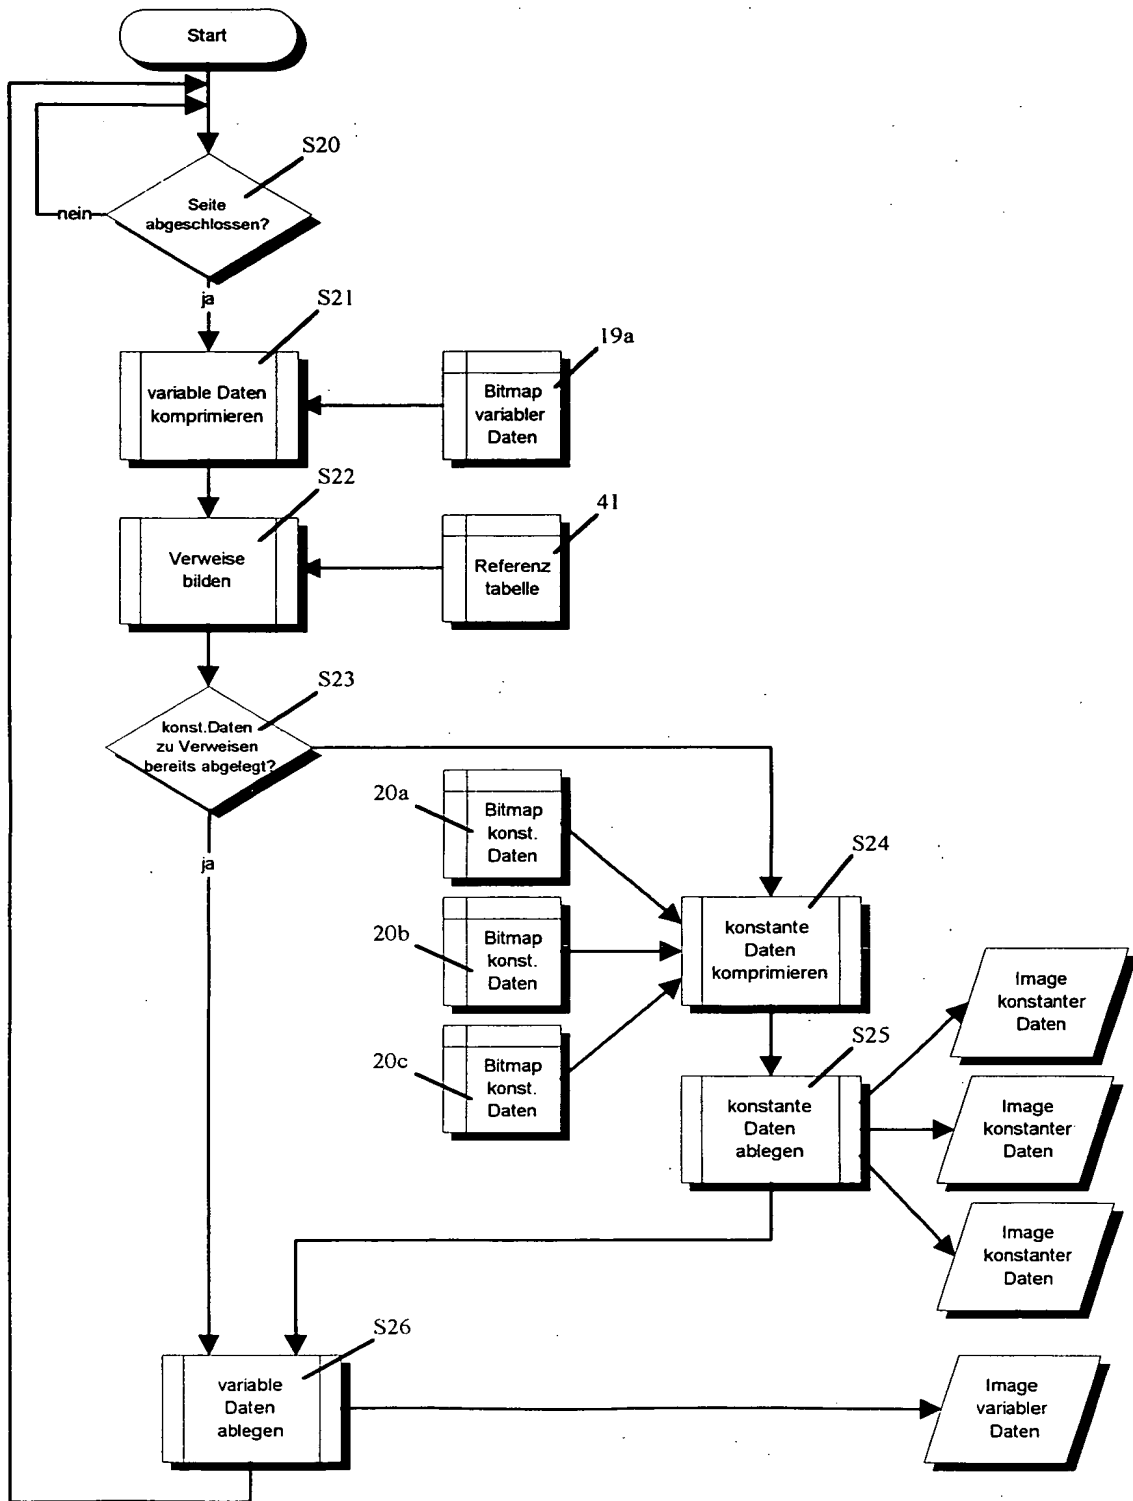 Start
S20
Seite
abgeschlossen?
nein
ja
S21
variable Daten
komprimieren
19a
Bitmap
variabler
Daten
S22
Verweise
bilden
41
Referenz
tabelle
S23
konst.Daten
zu Verweisen
bereits abgelegt?
ja
20a
Bitmap
konst.
Daten
20b
Bitmap
konst.
Daten
20c
Bitmap
konst.
Daten
S24
konstante
Daten
komprimieren
S25
konstante
Daten
ablegen
Image
konstanter
Daten
Image
konstanter
Daten
Image
konstanter
Daten
S26
variable
Daten
ablegen
Image
variabler
Daten